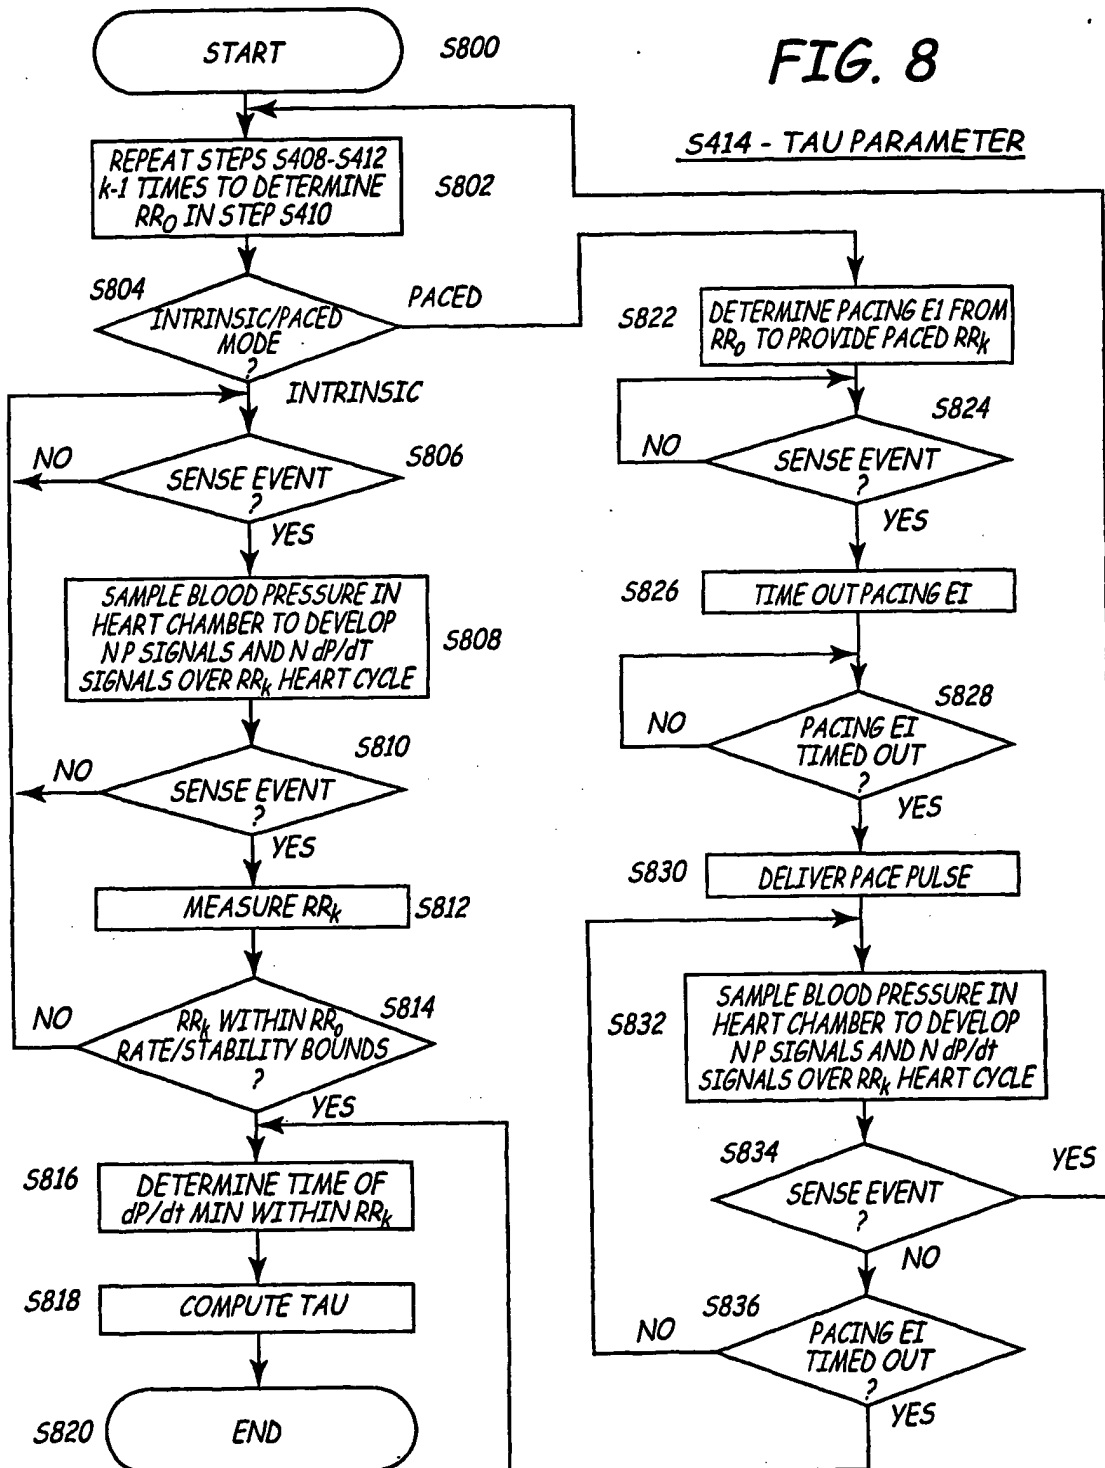 START
S800
FIG. 8
S414 - TAU PARAMETER
REPEAT STEPS S408-S412
k-1 TIMES TO DETERMINE
RR0 IN STEP S410
S802
S804
INTRINSIC/PACED
MODE
?
PACED
INTRINSIC
NO
SENSE EVENT
?
S806
YES
SAMPLE BLOOD PRESSURE IN
HEART CHAMBER TO DEVELOP
N P SIGNALS AND N dP/dT
SIGNALS OVER RRk HEART CYCLE
S808
NO
S810
SENSE EVENT
?
YES
MEASURE RRk
S812
NO
S814
RRk WITHIN RR0
RATE/STABILITY BOUNDS
?
YES
S816
DETERMINE TIME OF
dP/dt MIN WITHIN RRk
S818
COMPUTE TAU
S820
END
S822
DETERMINE PACING EI FROM
RR0 TO PROVIDE PACED RRk
S824
NO
SENSE EVENT
?
YES
S826
TIME OUT PACING EI
S828
NO
PACING EI
TIMED OUT
?
YES
S830
DELIVER PACE PULSE
S832
SAMPLE BLOOD PRESSURE IN
HEART CHAMBER TO DEVELOP
N P SIGNALS AND N dP/dt
SIGNALS OVER RRk HEART CYCLE
S834
YES
SENSE EVENT
?
NO
S836
NO
PACING EI
TIMED OUT
?
YES